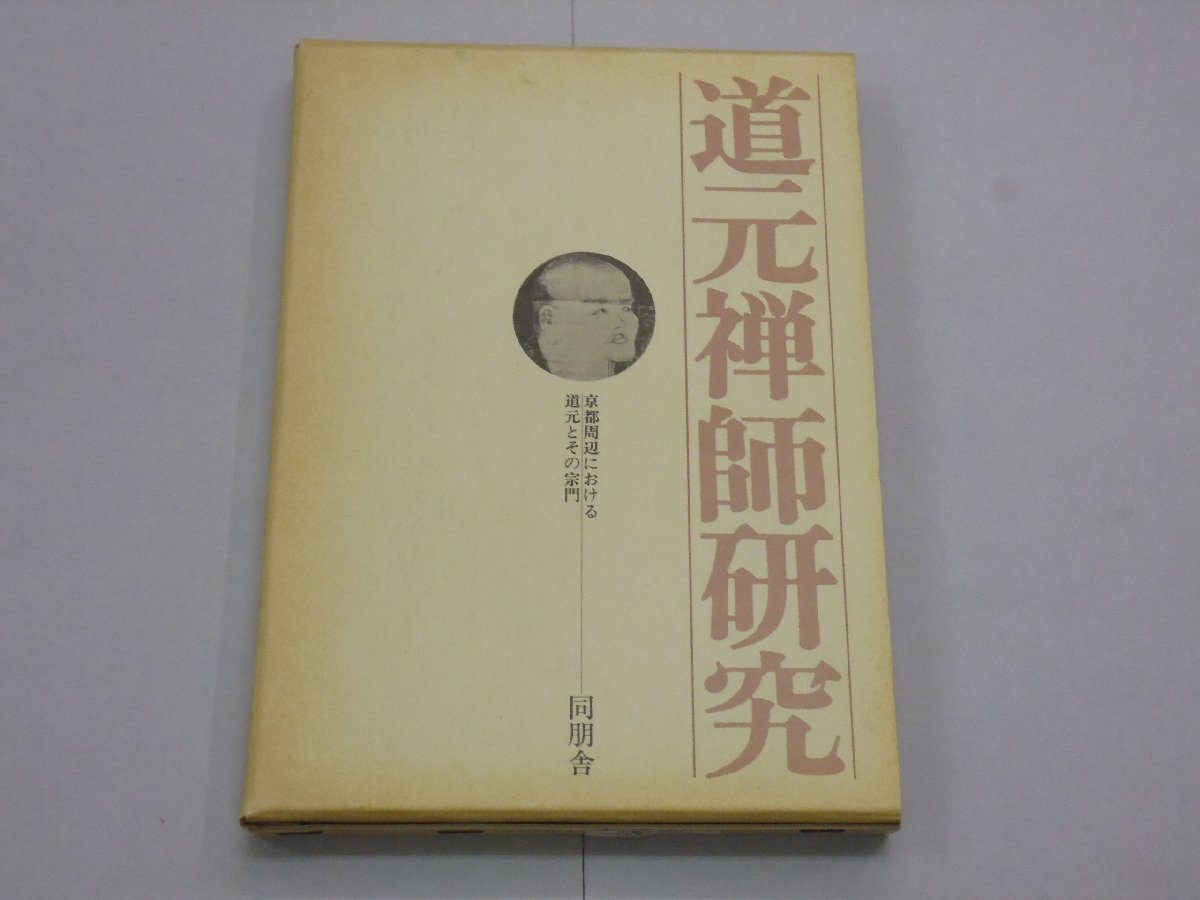 道元禅師研究
京都周辺における
道元とその宗門
同朋舎